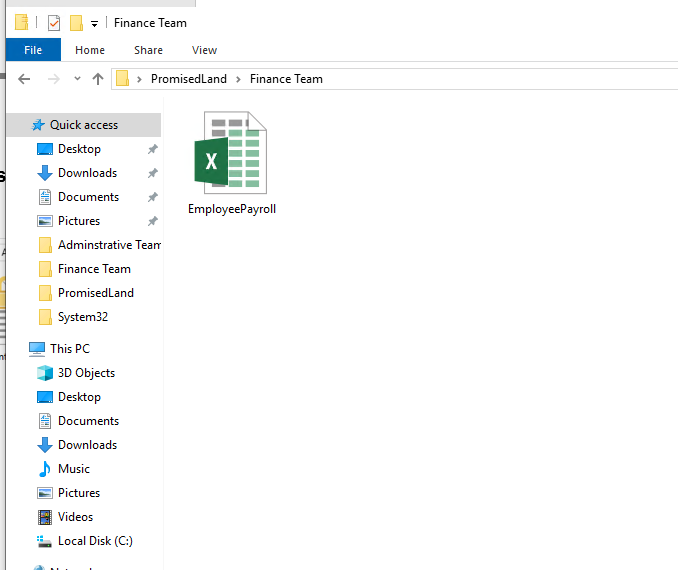 Finance Team
File Home Share View
PromisedLand Finance Team
Quick access
Desktop
Downloads
Documents
Pictures
Adminstrative Team
Finance Team
PromisedLand
System32
This PC
3D Objects
Desktop
Documents
Downloads
Music
Pictures
Videos
Local Disk (C:)
X
EmployeePayroll